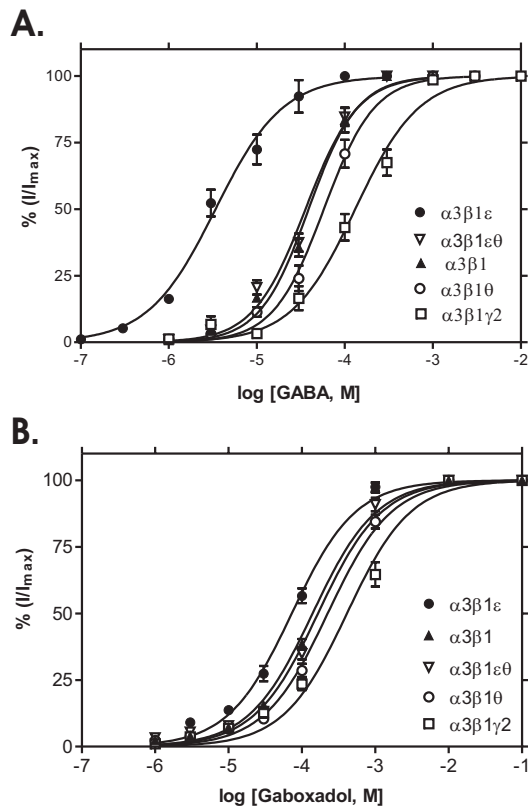 A.
% (I/Imax)
100
75
50
25
0
α3β1ε
α3β1εθ
α3β1
α3β1θ
α3β1γ2
-7 -6 -5 -4 -3 -2
log [GABA, M]
B.
% (I/Imax)
100
75
50
25
0
α3β1ε
α3β1
α3β1εθ
α3β1θ
α3β1γ2
-7 -6 -5 -4 -3 -2 -1
log [Gaboxadol, M]